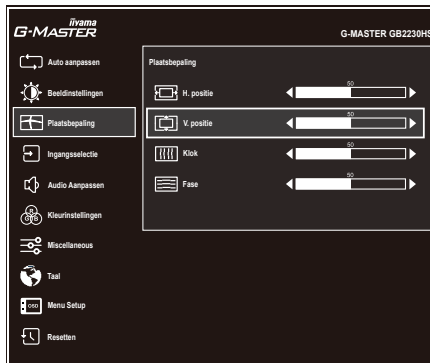 iiyama
G-MASTER
G-MASTER GB2230HS
Auto aanpassen
Beeldinstellingen
Plaatsbepaling
Ingangsselectie
Audio Aanpassen
Kleurinstellingen
Miscellaneous
Taal
OSD
Menu Setup
Resetten
Plaatsbepaling
H. positie
50
V. positie
50
Klok
50
Fase
50
R
G B